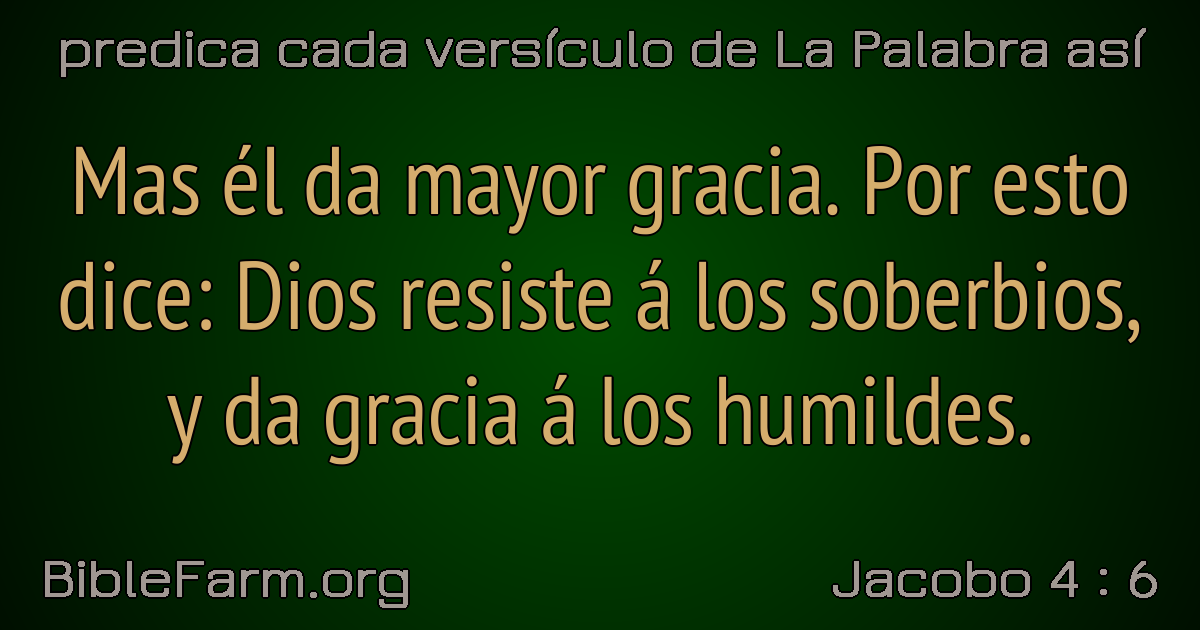 predica cada versículo de La Palabra así
Mas él da mayor gracia. Por esto
dice: Dios resiste á los soberbios,
y da gracia á los humildes.
BibleFarm.org
Jacobo 4 : 6